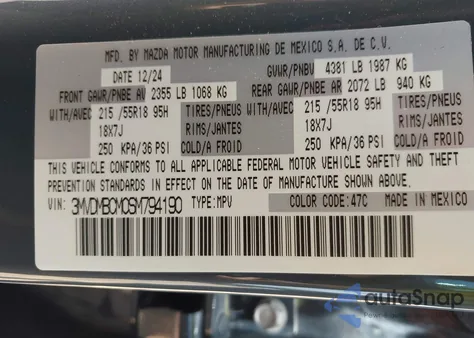 MFD. BY MAZDA MOTOR MANUFACTURING DE MEXICO S.A. DE C.V.
DATE 12/24 GVWR/PNBV 4381 LB 1987 KG
FRONT GAWR/PNBE AV 2355 LB 1068 KG REAR GAWR/PNBE AR 2072 LB 940 KG
WITH/AVEC 215 /55R18 95H TIRES/PNEUS WITH/AVEC 215 /55R18 95H TIRES/PNEUS
18X7J RIMS/JANTES 18X7J RIMS/JANTES
250 KPA/36 PSI COLD/A FROID 250 KPA/36 PSI COLD/A FROID
THIS VEHICLE CONFORMS TO ALL APPLICABLE FEDERAL MOTOR VEHICLE SAFETY AND THEFT
PREVENTION STANDARDS IN EFFECT ON THE DATE OF MANUFACTURE SHOWN ABOVE. MADE IN MEXICO
VIN: 3MVDMBCM0SM794190 TYPE: MPV COLOR CODE: 47C
autoSnap